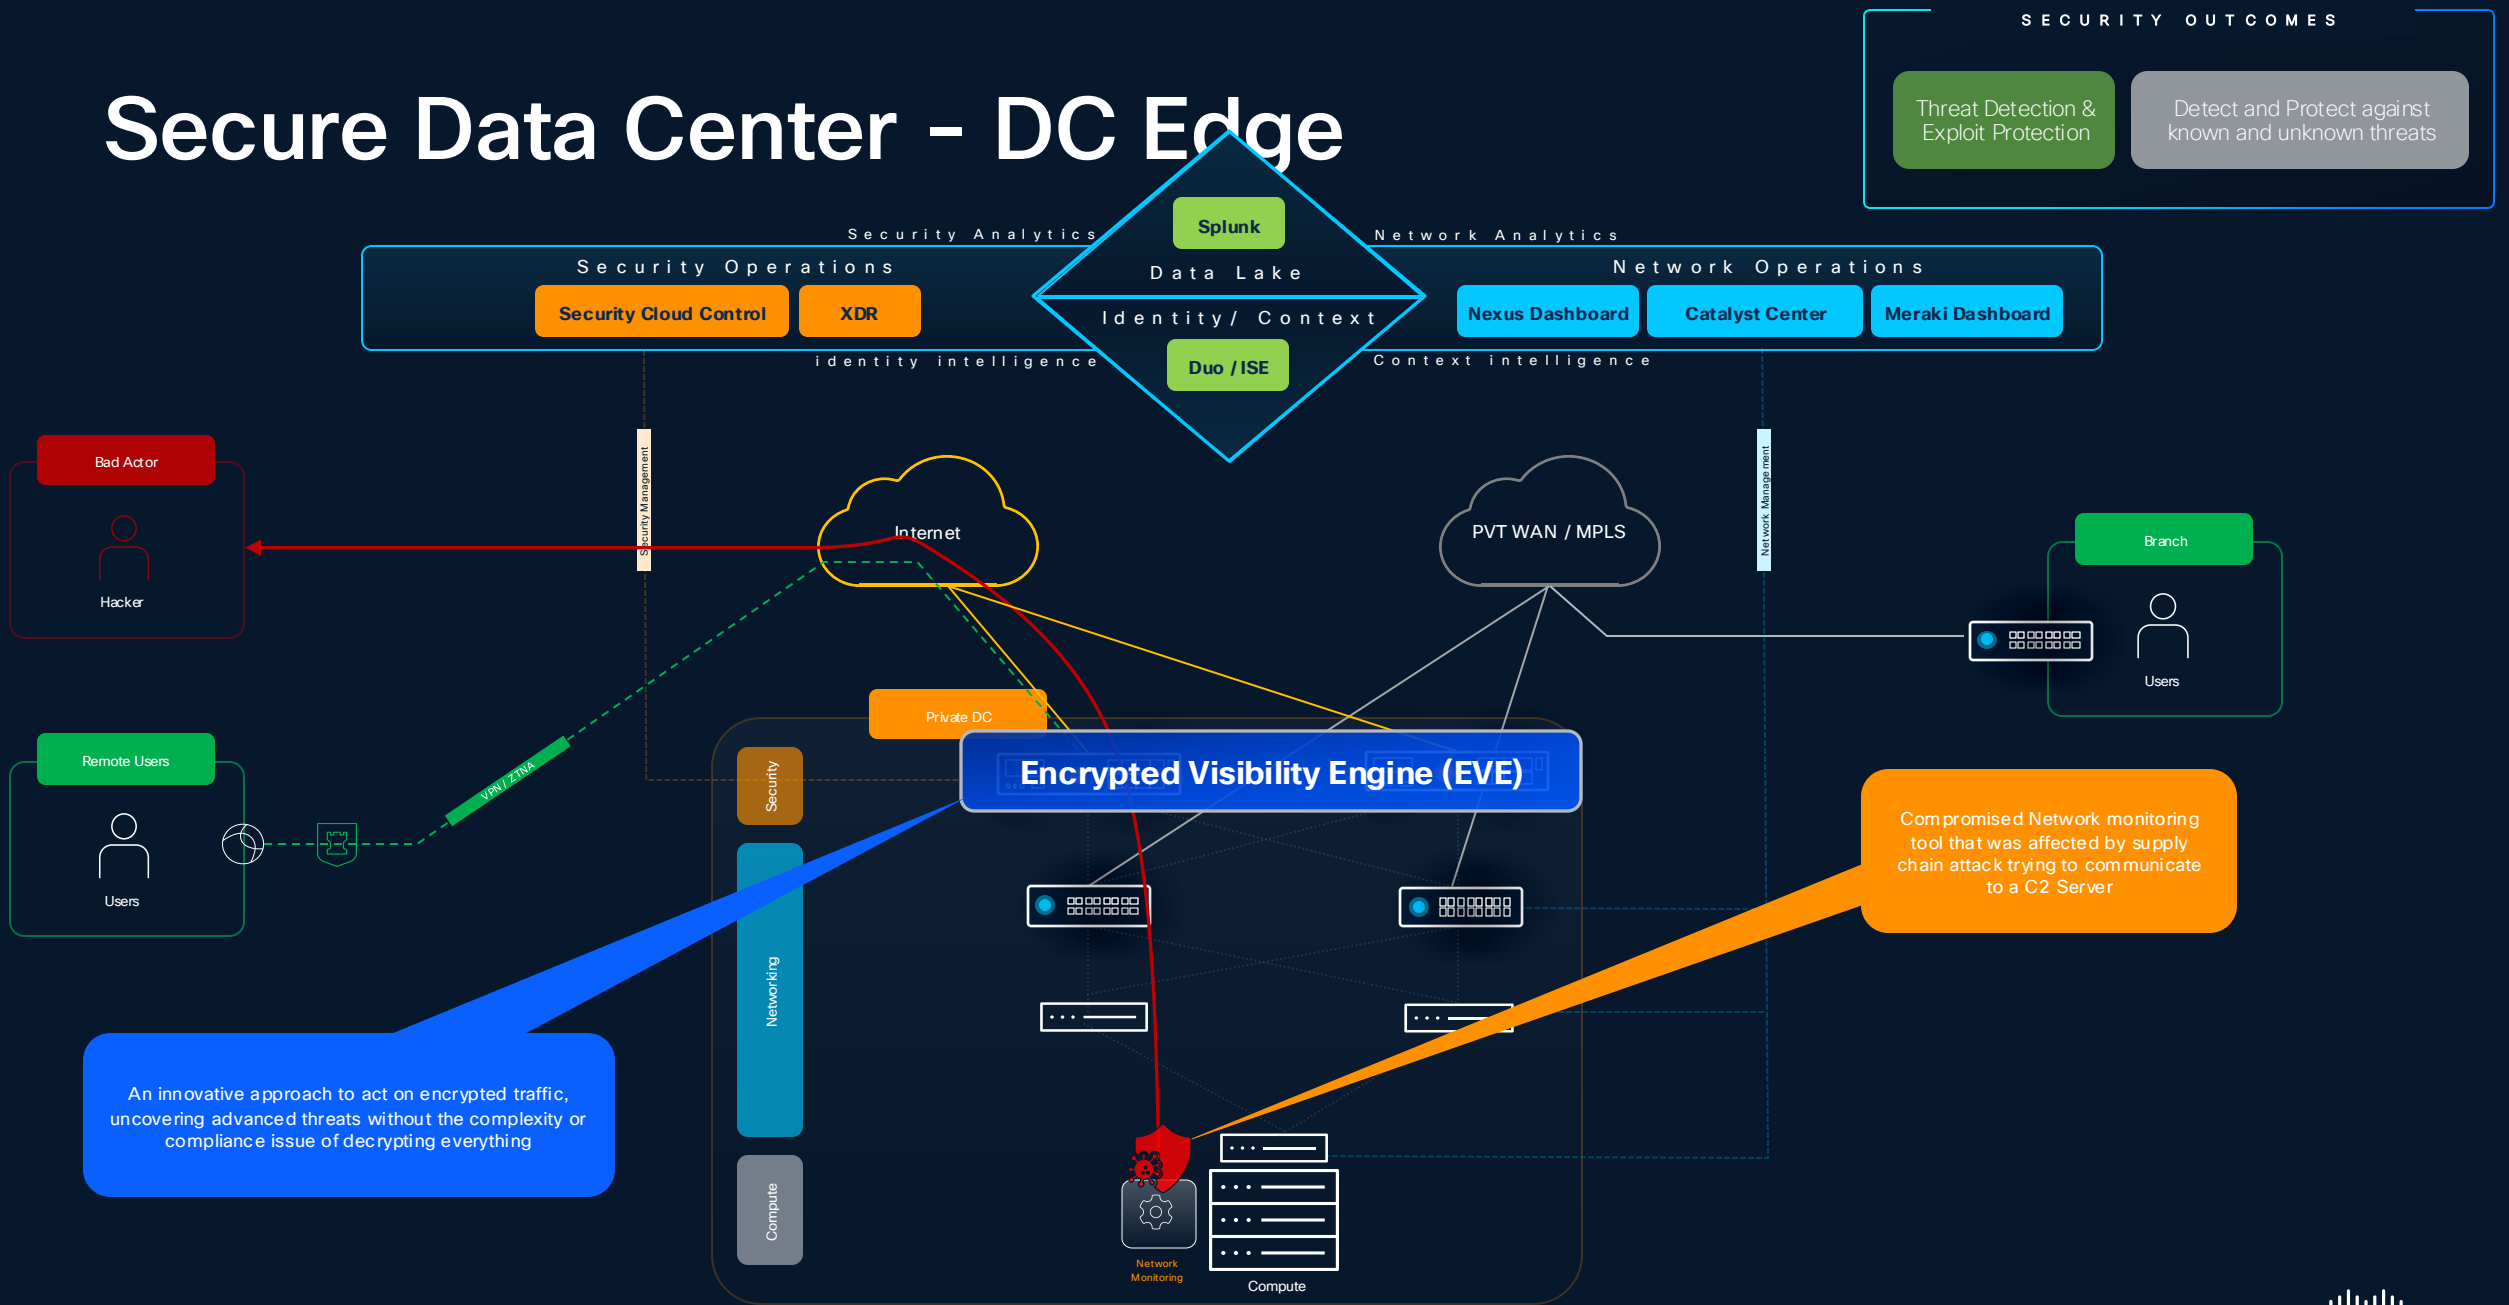 SECURITY OUTCOMES
Threat Detection &
Exploit Protection
Detect and Protect against
known and unknown threats
Secure Data Center - DC Edge
Splunk
Data Lake
Identity/ Context
Duo / ISE
Security Analytics
Security Operations
Security Cloud Control
XDR
identity intelligence
Network Analytics
Network Operations
Nexus Dashboard
Catalyst Center
Meraki Dashboard
Context intelligence
Security Management
Network Management
Bad Actor
Hacker
Internet
PVT WAN / MPLS
Branch
Users
Remote Users
Users
VPN / ZTNA
Private DC
Security
Encrypted Visibility Engine (EVE)
Networking
Compute
Compromised Network monitoring
tool that was affected by supply
chain attack trying to communicate
to a C2 Server
An innovative approach to act on encrypted traffic,
uncovering advanced threats without the complexity or
compliance issue of decrypting everything
Network
Monitoring
Compute